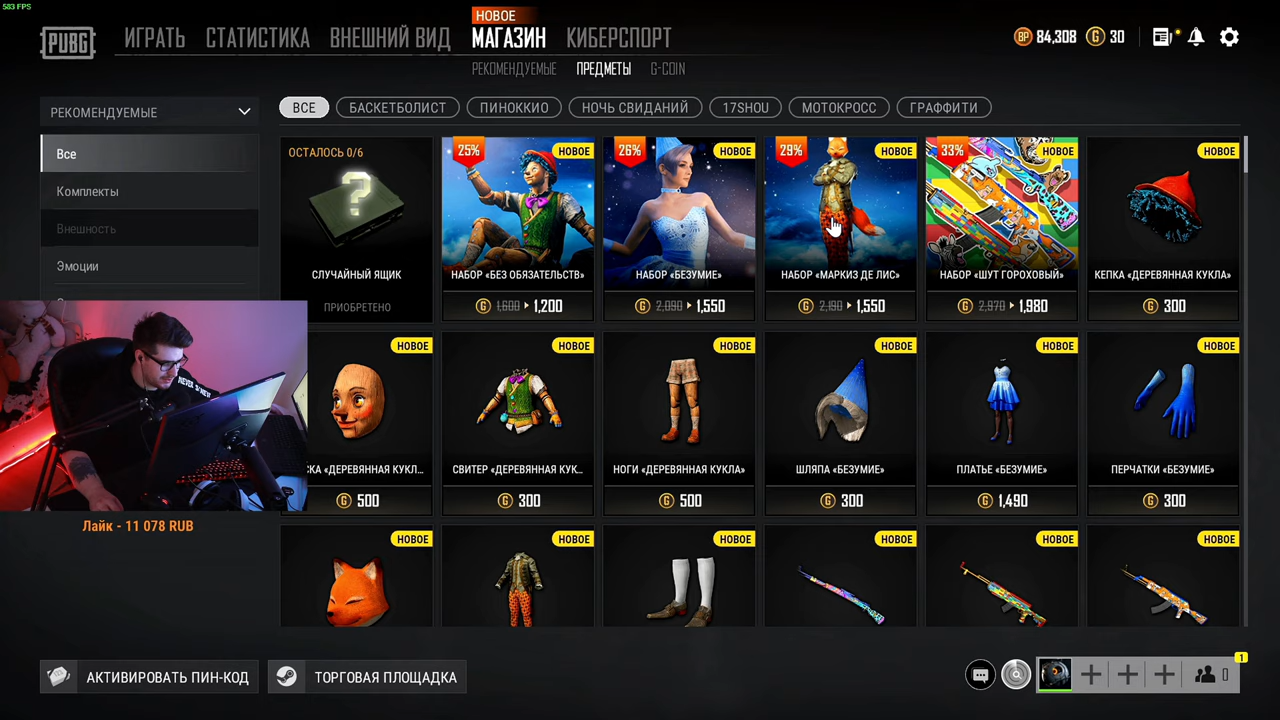 583 FPS
PUBG
НОВОЕ
ИГРАТЬ СТАТИСТИКА ВНЕШНИЙ ВИД МАГАЗИН КИБЕРСПОРТ
BP 84,308 G 30
РЕКОМЕНДУЕМЫЕ ПРЕДМЕТЫ G-COIN
РЕКОМЕНДУЕМЫЕ
ВСЕ БАСКЕТБОЛИСТ ПИНОККИО НОЧЬ СВИДАНИЙ 17SHOU МОТОКРОСС ГРАФФИТИ
Все
Комплекты
Внешность
Эмоции
ОСТАЛОСЬ 0/6
25% НОВОЕ
26% НОВОЕ
29% НОВОЕ
33% НОВОЕ
НОВОЕ
СЛУЧАЙНЫЙ ЯЩИК
НАБОР «БЕЗ ОБЯЗАТЕЛЬСТВ»
НАБОР «БЕЗУМИЕ»
НАБОР «МАРКИЗ ДЕ ЛИС»
НАБОР «ШУТ ГОРОХОВЫЙ»
КЕПКА «ДЕРЕВЯННАЯ КУКЛА»
ПРИОБРЕТЕНО
G 1,600 1,200
G 2,090 1,550
G 2,190 1,550
G 2,970 1,980
G 300
НОВОЕ
НОВОЕ
НОВОЕ
НОВОЕ
НОВОЕ
НОВОЕ
СКА «ДЕРЕВЯННАЯ КУКЛ...
СВИТЕР «ДЕРЕВЯННАЯ КУК...
НОГИ «ДЕРЕВЯННАЯ КУКЛА»
ШЛЯПА «БЕЗУМИЕ»
ПЛАТЬЕ «БЕЗУМИЕ»
ПЕРЧАТКИ «БЕЗУМИЕ»
G 500
G 300
G 500
G 300
G 1,490
G 300
Лайк - 11 078 RUB
НОВОЕ
НОВОЕ
НОВОЕ
НОВОЕ
НОВОЕ
НОВОЕ
АКТИВИРОВАТЬ ПИН-КОД
ТОРГОВАЯ ПЛОЩАДКА
1